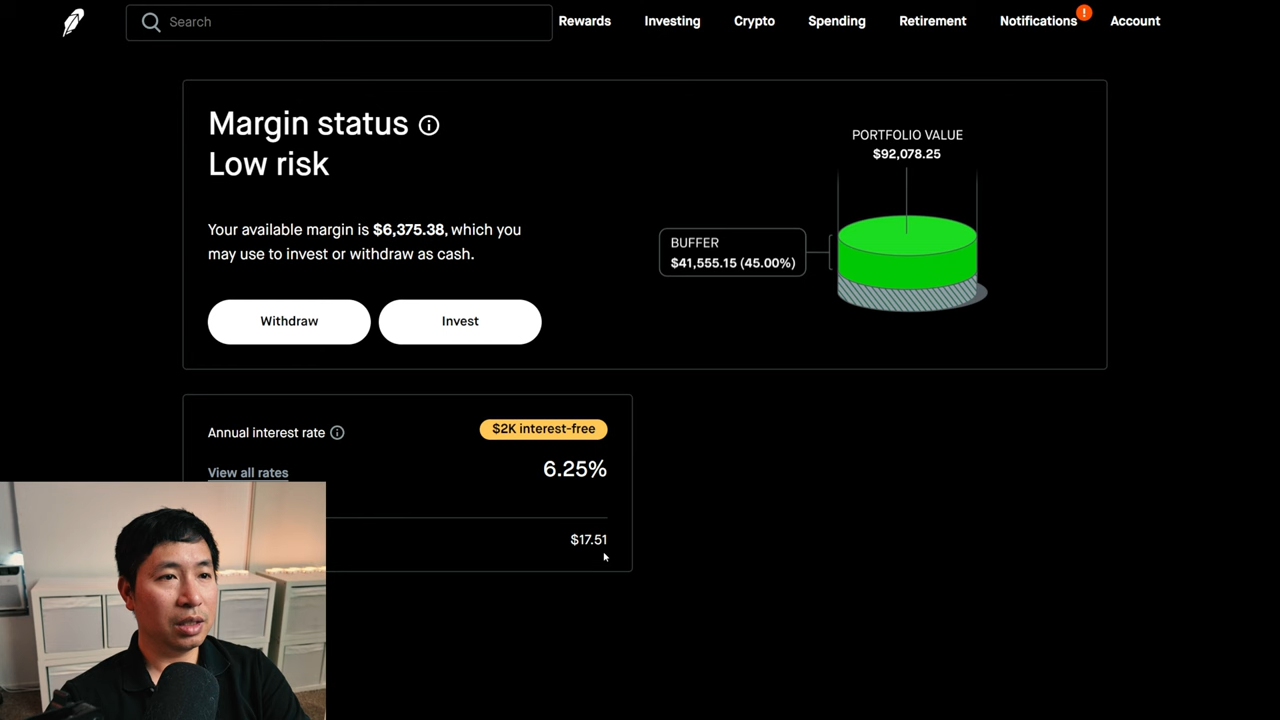 Search
Rewards
Investing
Crypto
Spending
Retirement
Notifications
!
Account
Margin status
Low risk
Your available margin is $6,375.38, which you
may use to invest or withdraw as cash.
Withdraw
Invest
PORTFOLIO VALUE
$92,078.25
BUFFER
$41,555.15 (45.00%)
Annual interest rate
$2K interest-free
View all rates
6.25%
$17.51